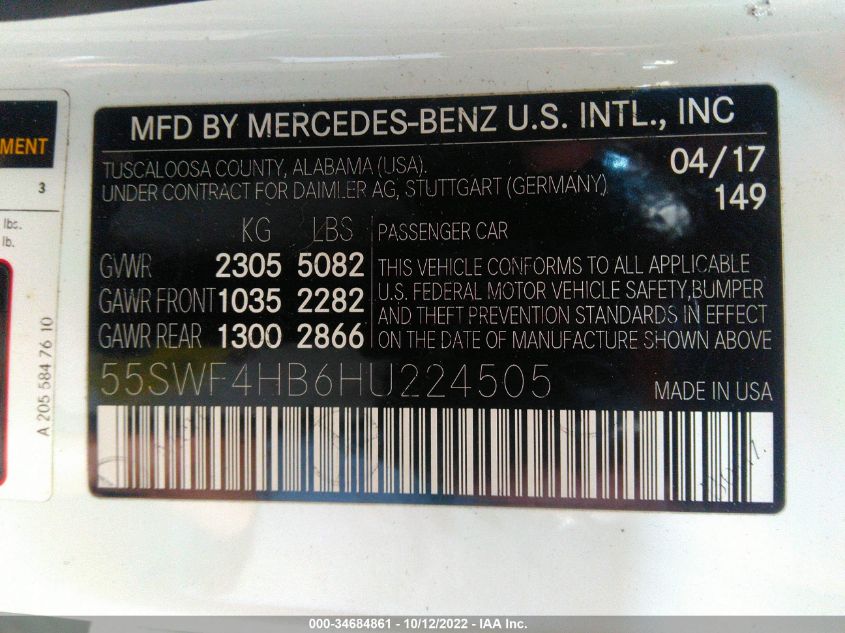 MFD BY MERCEDES-BENZ U.S. INTL., INC
TUSCALOOSA COUNTY, ALABAMA (USA).
UNDER CONTRACT FOR DAIMLER AG, STUTTGART (GERMANY)
04/17
149
KG LBS
GVWR 2305 5082
GAWR FRONT 1035 2282
GAWR REAR 1300 2866
PASSENGER CAR
THIS VEHICLE CONFORMS TO ALL APPLICABLE
U.S. FEDERAL MOTOR VEHICLE SAFETY,BUMPER
AND THEFT PREVENTION STANDARDS IN EFFECT
ON THE DATE OF MANUFACTURE SHOWN ABOVE
55SWF4HB6HU224505
MADE IN USA
MENT
3
lbs.
lb.
A 205 584 76 10
000-34684861 - 10/12/2022 - IAA Inc.